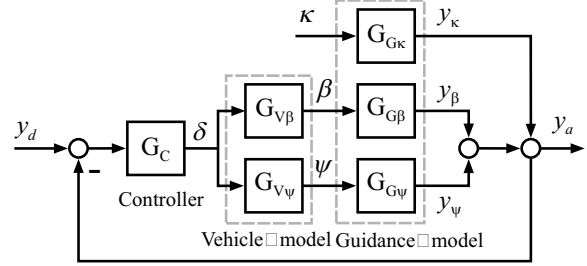 κ
G_Gκ
y_κ
y_d
δ
β
y_β
y_a
G_C
G_Vβ
G_Gβ
-
ψ
G_Vψ
G_Gψ
y_ψ
Controller
Vehicle□model Guidance□model